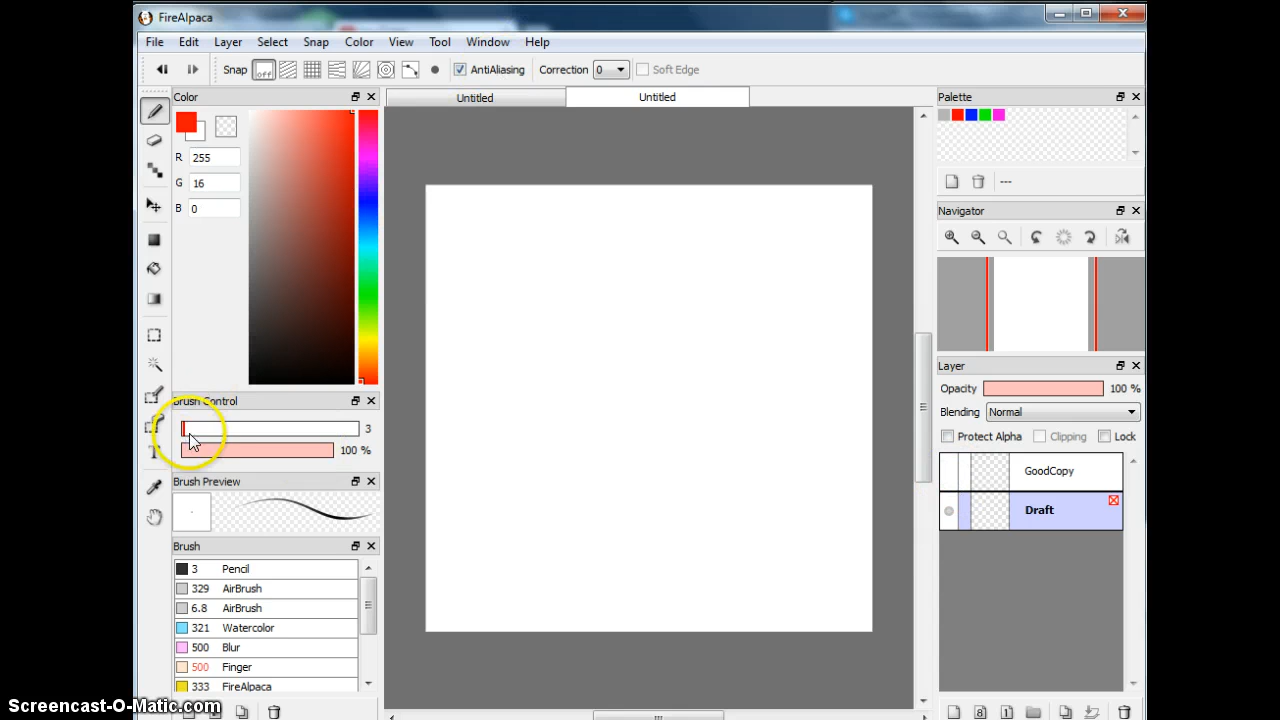 FireAlpaca
File Edit Layer Select Snap Color View Tool Window Help
Snap off AntiAliasing Correction 0 Soft Edge
Color
Untitled Untitled
Palette
R 255
G 16
B 0
---
Navigator
Layer
Opacity 100 %
Blending Normal
Protect Alpha Clipping Lock
GoodCopy
Draft
Brush Control
3
100 %
T
Brush Preview
Brush
3 Pencil
329 AirBrush
6.8 AirBrush
321 Watercolor
500 Blur
500 Finger
333 FireAlpaca
8 1
Screencast-O-Matic.com